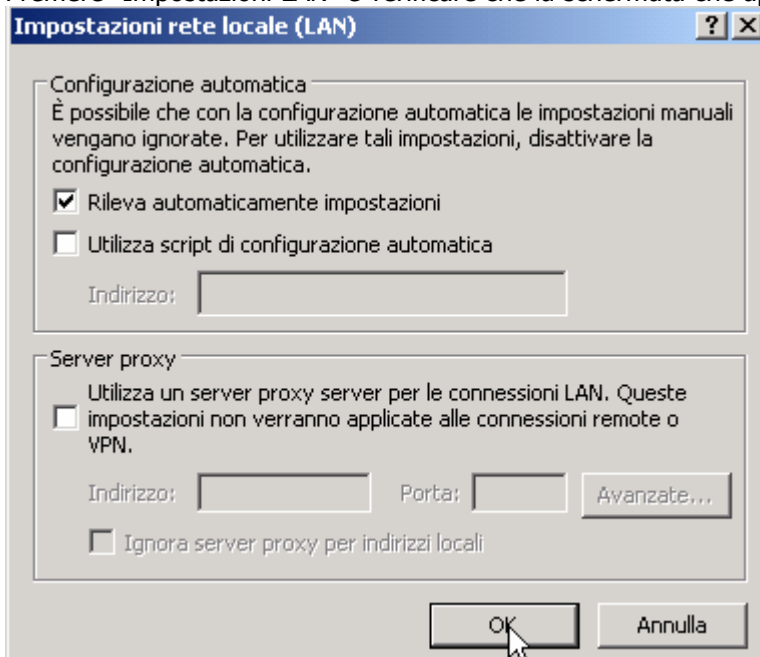 Impostazioni rete locale (LAN)
Configurazione automatica
È possibile che con la configurazione automatica le impostazioni manuali
vengano ignorate. Per utilizzare tali impostazioni, disattivare la
configurazione automatica.
Rileva automaticamente impostazioni
Utilizza script di configurazione automatica
Indirizzo:
Server proxy
Utilizza un server proxy server per le connessioni LAN. Queste
impostazioni non verranno applicate alle connessioni remote o
VPN.
Indirizzo: Porta: Avanzate...
Ignora server proxy per indirizzi locali
OK Annulla